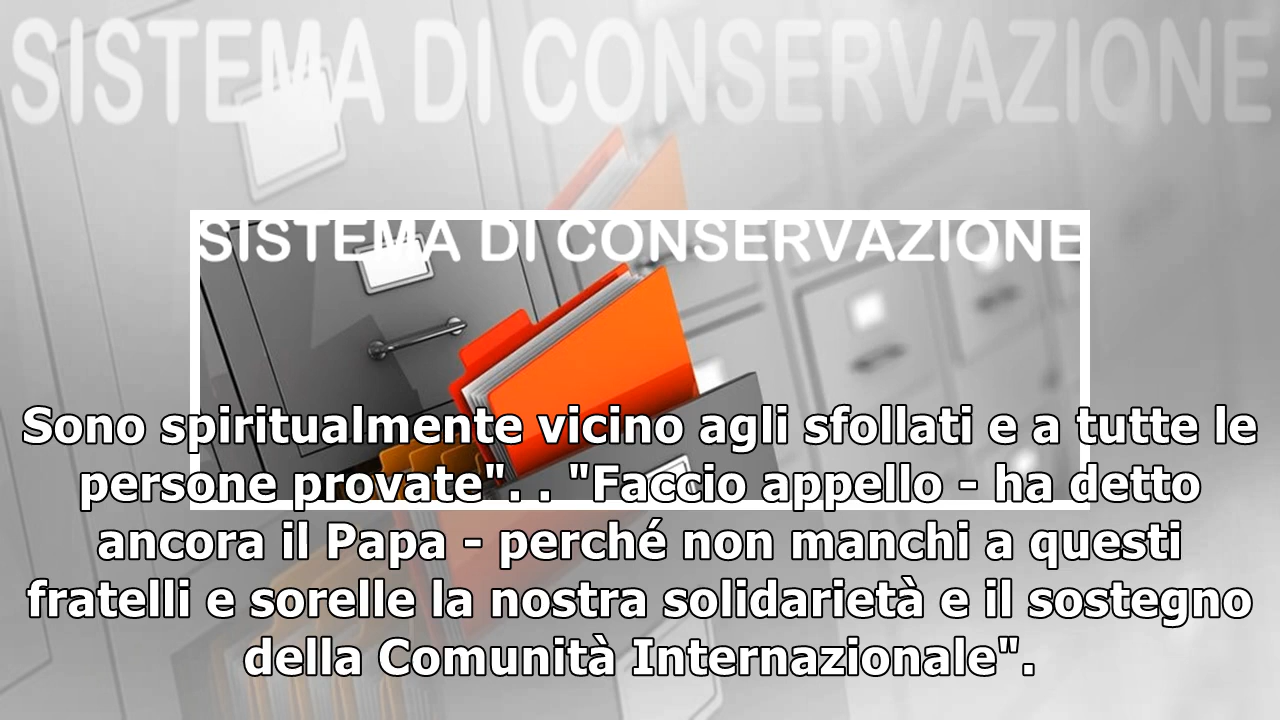 SISTEMA DI CONSERVAZIONE
SISTEMA DI CONSERVAZIONE
Sono spiritualmente vicino agli sfollati e a tutte le
persone provate". . "Faccio appello - ha detto
ancora il Papa - perché non manchi a questi
fratelli e sorelle la nostra solidarietà e il sostegno
della Comunità Internazionale".